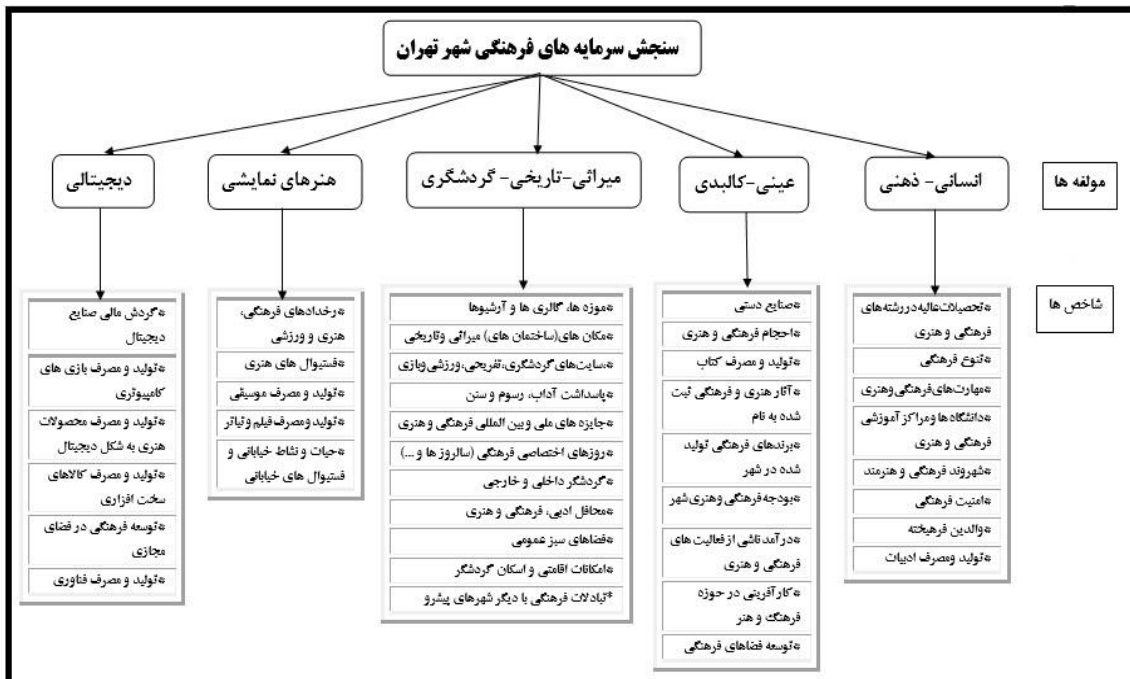 سنجش سرمایه های فرهنگی شهر تهران
مولفه ها
انسانی- ذهنی
عینی-کالبدی
میراثی-تاریخی- گردشگری
هنرهای نمایشی
دیجیتالی
شاخص ها
*تحصیلات عالیه در رشته های
فرهنگی و هنری
*تنوع فرهنگی
*مهارت‌های فرهنگی و هنری
*دانشگاه ها و مراکز آموزشی
فرهنگی و هنری
*شهروند فرهنگی و هنرمند
*امنیت فرهنگی
*والدین فرهیخته
*تولید ومصرف ادبیات
*صنایع دستی
*احجام فرهنگی و هنری
*تولید و مصرف کتاب
*آثار هنری و فرهنگی ثبت
شده به نام
*برندهای فرهنگی تولید
شده در شهر
*بودجه فرهنگی و هنری شهر
*درآمد ناشی از فعالیت های
فرهنگی و هنری
*کارآفرینی در حوزه
فرهنگ و هنر
*توسعه فضاهای فرهنگی
*موزه ها، گالری ها و آرشیوها
*مکان های(ساختمان های) میراثی وتاریخی
*سایت‌های گردشگری،تفریحی،ورزشی وبازی
*پاسداشت آداب، رسوم و سنن
*جایزه های ملی و بین المللی فرهنگی و هنری
*روزهای اختصاصی فرهنگی (سالروز ها و ...)
*گردشگر داخلی و خارجی
*محافل ادبی، فرهنگی و هنری
*فضاهای سبز عمومی
*امکانات اقامتی و اسکان گردشگر
*تبادلات فرهنگی با دیگر شهرهای پیشرو
*رخدادهای فرهنگی،
هنری و ورزشی
*فستیوال های هنری
*تولید و مصرف موسیقی
*تولید ومصرف فیلم و تیاتر
*حیات و نشاط خیابانی و
فستیوال های خیابانی
*گردش مالی صنایع
دیجیتال
*تولید و مصرف بازی های
کامپیوتری
*تولید و مصرف محصولات
هنری به شکل دیجیتال
*تولید و مصرف کالاهای
سخت افزاری
*توسعه فرهنگی در فضای
مجازی
*تولید و مصرف فناوری